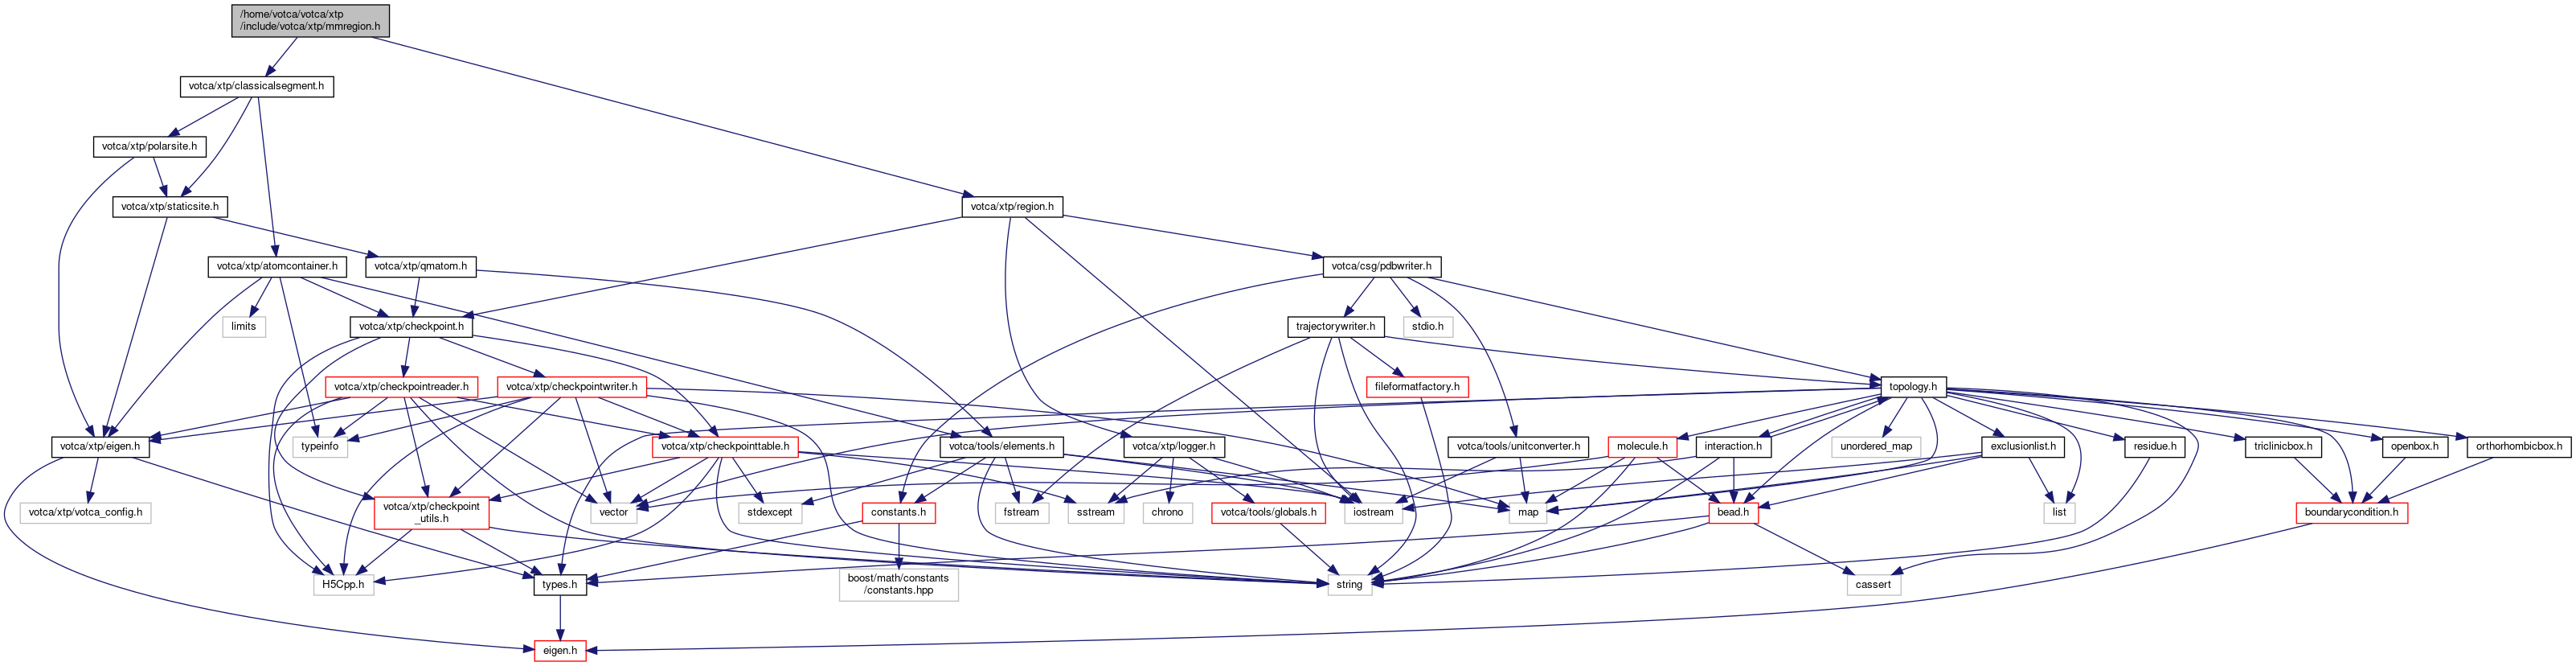 /home/votca/votca/xtp
/include/votca/xtp/mmregion.h
votca/xtp/classicalsegment.h
votca/xtp/polarsite.h
votca/xtp/staticsite.h
votca/xtp/region.h
votca/xtp/atomcontainer.h
votca/xtp/qmatom.h
votca/csg/pdbwriter.h
limits
votca/xtp/checkpoint.h
trajectorywriter.h
stdio.h
votca/xtp/checkpointreader.h
votca/xtp/checkpointwriter.h
fileformatfactory.h
topology.h
votca/xtp/eigen.h
typeinfo
votca/xtp/checkpointtable.h
votca/tools/elements.h
votca/xtp/logger.h
votca/tools/unitconverter.h
molecule.h
interaction.h
unordered_map
exclusionlist.h
residue.h
triclinicbox.h
openbox.h
orthorhombicbox.h
votca/xtp/votca_config.h
votca/xtp/checkpoint
_utils.h
vector
stdexcept
constants.h
fstream
sstream
chrono
votca/tools/globals.h
iostream
map
bead.h
list
boundarycondition.h
H5Cpp.h
types.h
boost/math/constants
/constants.hpp
string
cassert
eigen.h